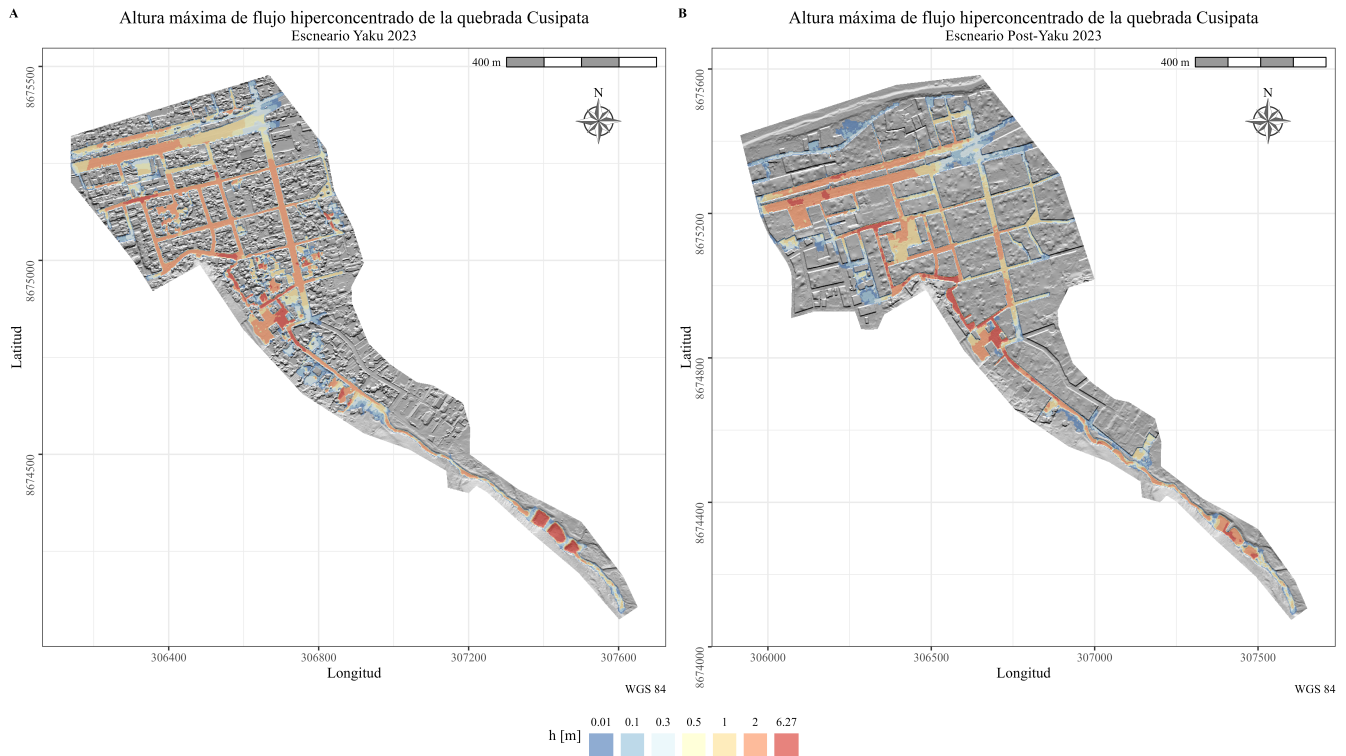 A
Altura máxima de flujo hiperconcentrado de la quebrada Cusipata
Escneario Yaku 2023
400 m
N
8675500
8675000
8674500
Latitud
306400
306800
307200
307600
Longitud
WGS 84
B
Altura máxima de flujo hiperconcentrado de la quebrada Cusipata
Escneario Post-Yaku 2023
400 m
N
8675600
8675200
8674800
8674400
8674000
Latitud
306000
306500
307000
307500
Longitud
WGS 84
h [m]
0.01 0.1 0.3 0.5 1 2 6.27